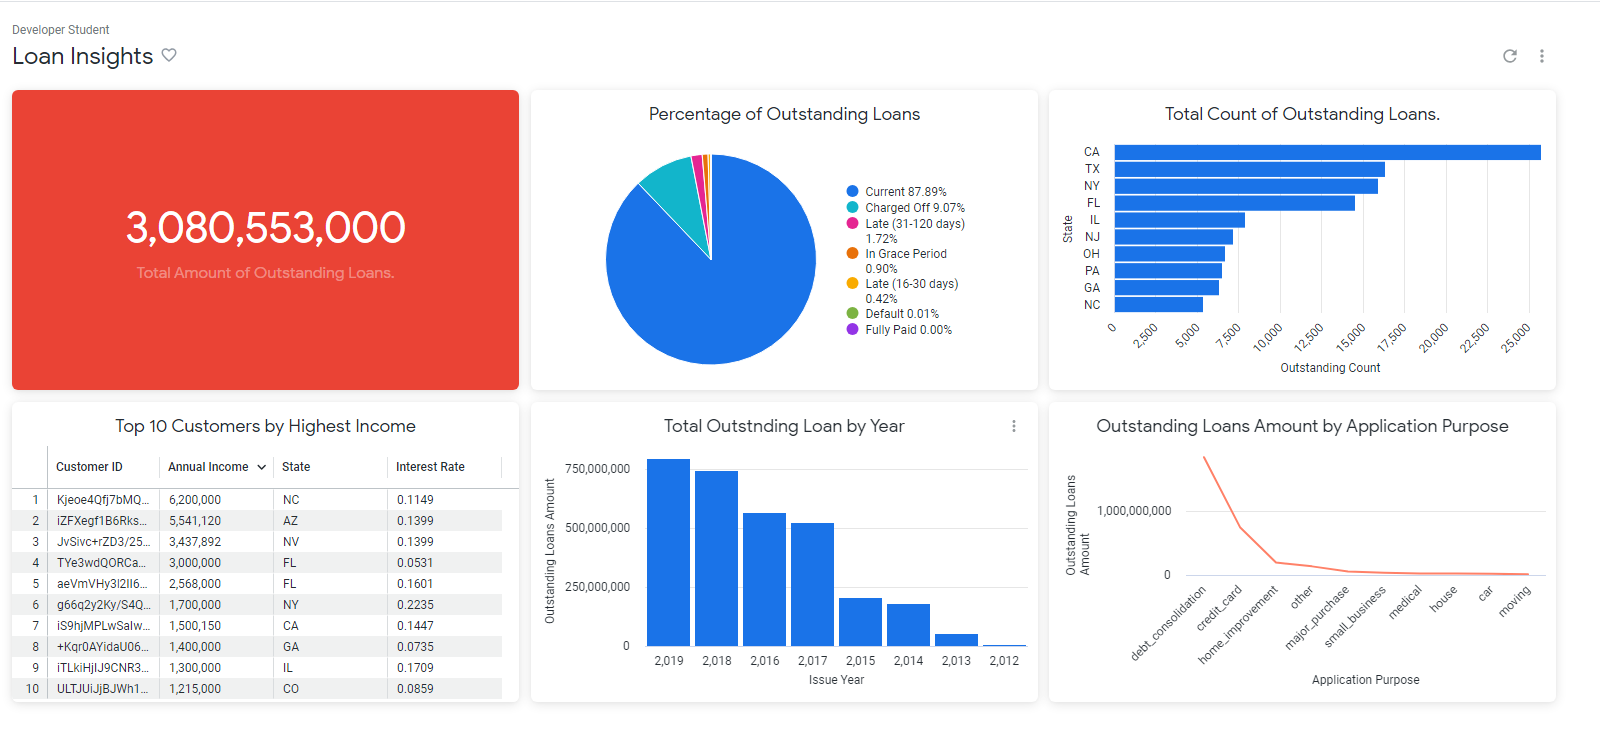 Developer Student
Loan Insights
3,080,553,000
Total Amount of Outstanding Loans.
Percentage of Outstanding Loans
Current 87.89%
Charged Off 9.07%
Late (31-120 days)
1.72%
In Grace Period
0.90%
Late (16-30 days)
0.42%
Default 0.01%
Fully Paid 0.00%
Total Count of Outstanding Loans.
State
CA
TX
NY
FL
IL
NJ
OH
PA
GA
NC
0 2,500 5,000 7,500 10,000 12,500 15,000 17,500 20,000 22,500 25,000
Outstanding Count
Top 10 Customers by Highest Income
Customer ID Annual Income State Interest Rate
1 Kjeoe4Qfj7bMQ... 6,200,000 NC 0.1149
2 iZFXegf1B6Rks... 5,541,120 AZ 0.1399
3 JvSivc+rZD3/25... 3,437,892 NV 0.1399
4 TYe3wdQORCa... 3,000,000 FL 0.0531
5 aeVmVHy3I2II6... 2,568,000 FL 0.1601
6 g66q2y2Ky/S4Q... 1,700,000 NY 0.2235
7 iS9hjMPLwSaIw... 1,500,150 CA 0.1447
8 +Kqr0AYidaU06... 1,400,000 GA 0.0735
9 iTLkiHjIJ9CNR3... 1,300,000 IL 0.1709
10 ULTJUiJjBJWh1... 1,215,000 CO 0.0859
Total Outstnding Loan by Year
Outstanding Loans Amount
750,000,000
500,000,000
250,000,000
0
2,019 2,018 2,016 2,017 2,015 2,014 2,013 2,012
Issue Year
Outstanding Loans Amount by Application Purpose
Outstanding Loans
Amount
1,000,000,000
0
debt_consolidation credit_card home_improvement other major_purchase small_business medical house car moving
Application Purpose